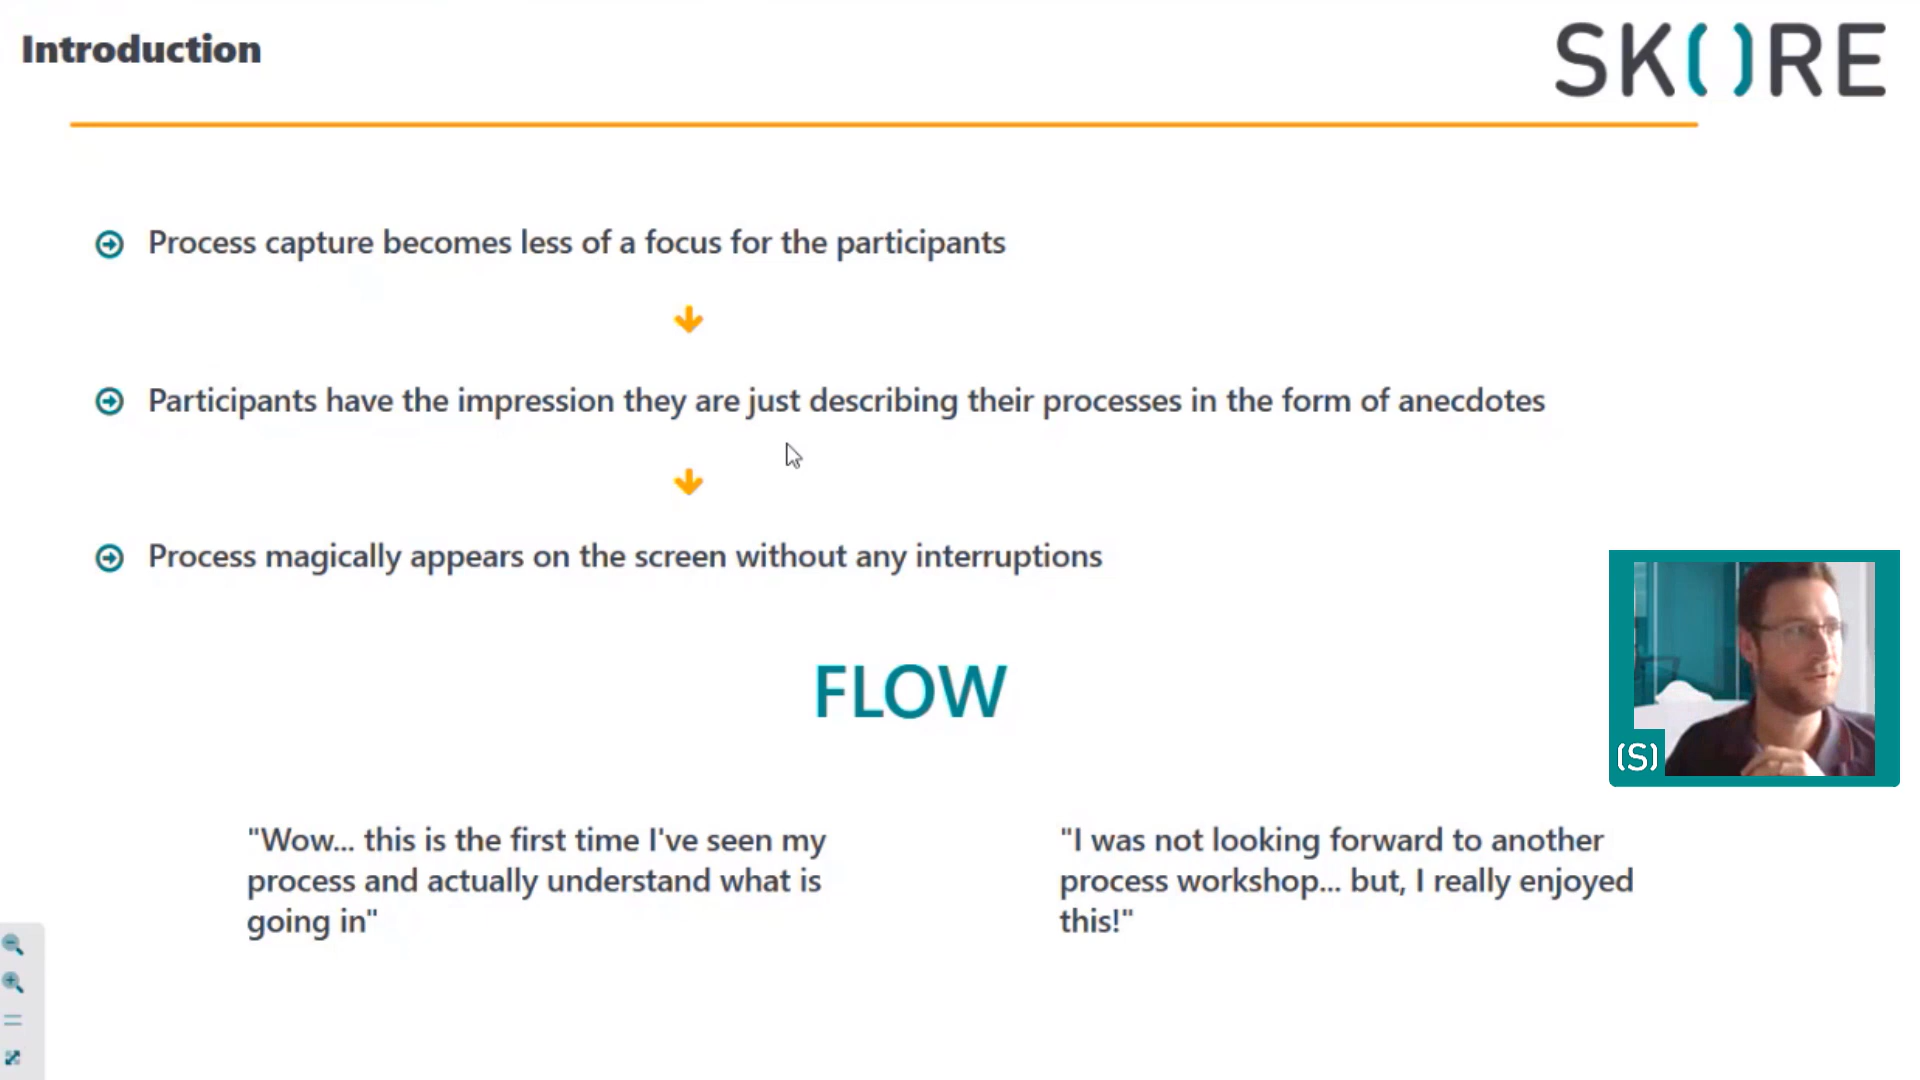 Introduction
SKORE
Process capture becomes less of a focus for the participants
Participants have the impression they are just describing their processes in the form of anecdotes
Process magically appears on the screen without any interruptions
FLOW
(S)
"Wow... this is the first time I've seen my
process and actually understand what is
going in"
"I was not looking forward to another
process workshop... but, I really enjoyed
this!"